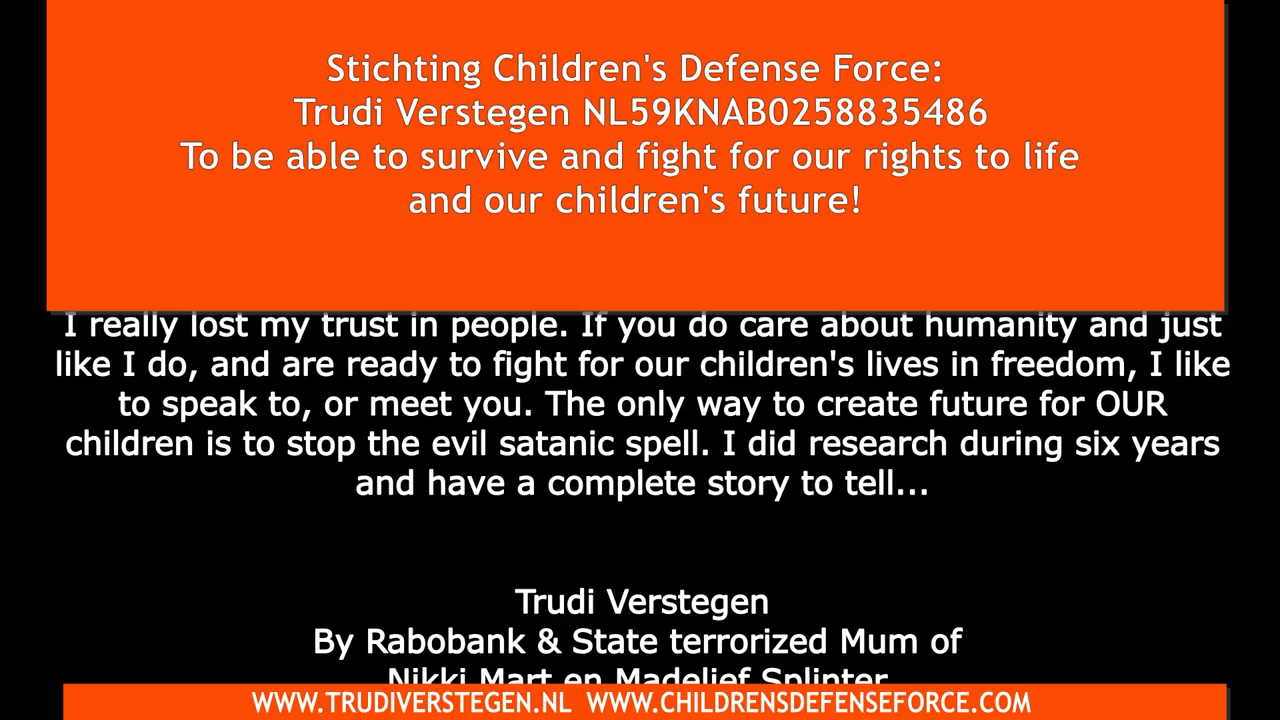 Stichting Children's Defense Force:
Trudi Verstegen NL59KNAB0258835486
To be able to survive and fight for our rights to life
and our children's future!
I really lost my trust in people. If you do care about humanity and just
like I do, and are ready to fight for our children's lives in freedom, I like
to speak to, or meet you. The only way to create future for OUR
children is to stop the evil satanic spell. I did research during six years
and have a complete story to tell...
Trudi Verstegen
By Rabobank & State terrorized Mum of
Nikki Mart en Madelief Splinter
WWW.TRUDIVERSTEGEN.NL WWW.CHILDRENSDEFENSEFORCE.COM